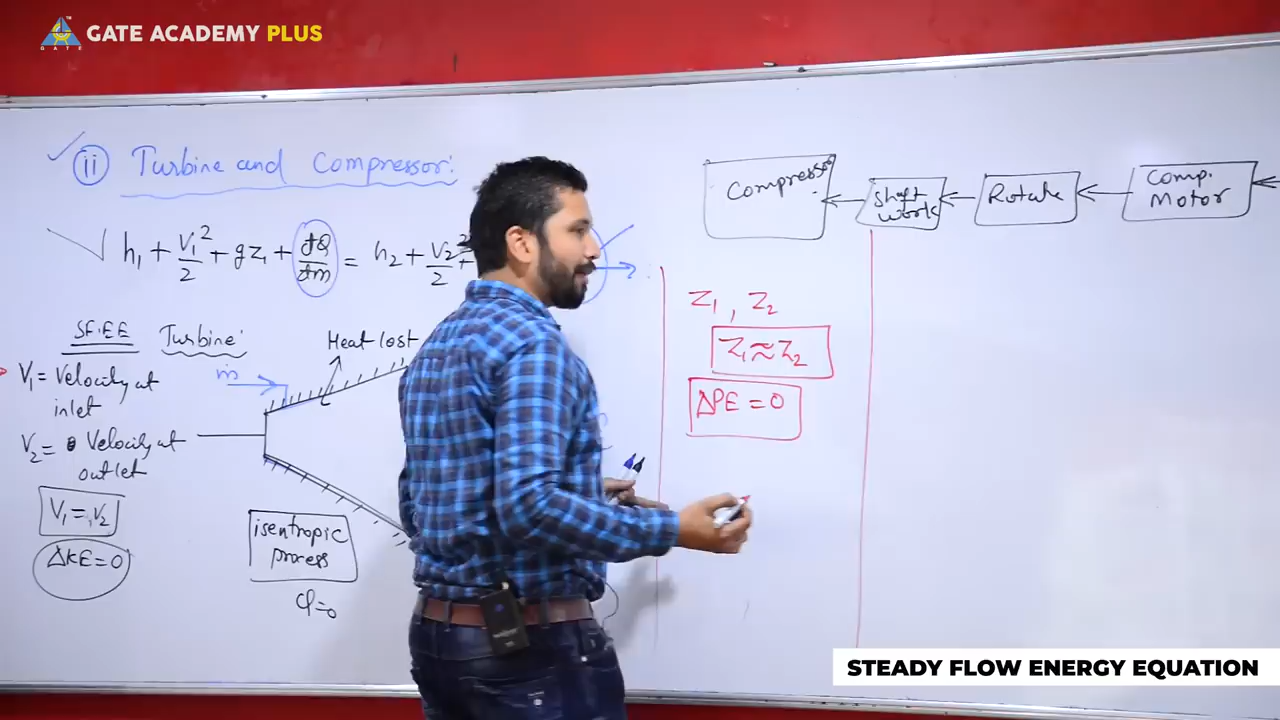 GATE ACADEMY PLUS
GATE
ii Turbine and Compressor:
h1 + V1²/2 + gz1 + dQ/dm = h2 + V2²/2 +
SFEE
Turbine:
V1 = Velocity at
inlet
V2 = Velocity at
outlet
V1 = V2
ΔKE = 0
ṁ
Heat lost
isentropic
process
Q=0
Compressor
Shaft
work
Rotate
Comp.
Motor
Z1, Z2
Z1 ≈ Z2
ΔPE = 0
STEADY FLOW ENERGY EQUATION